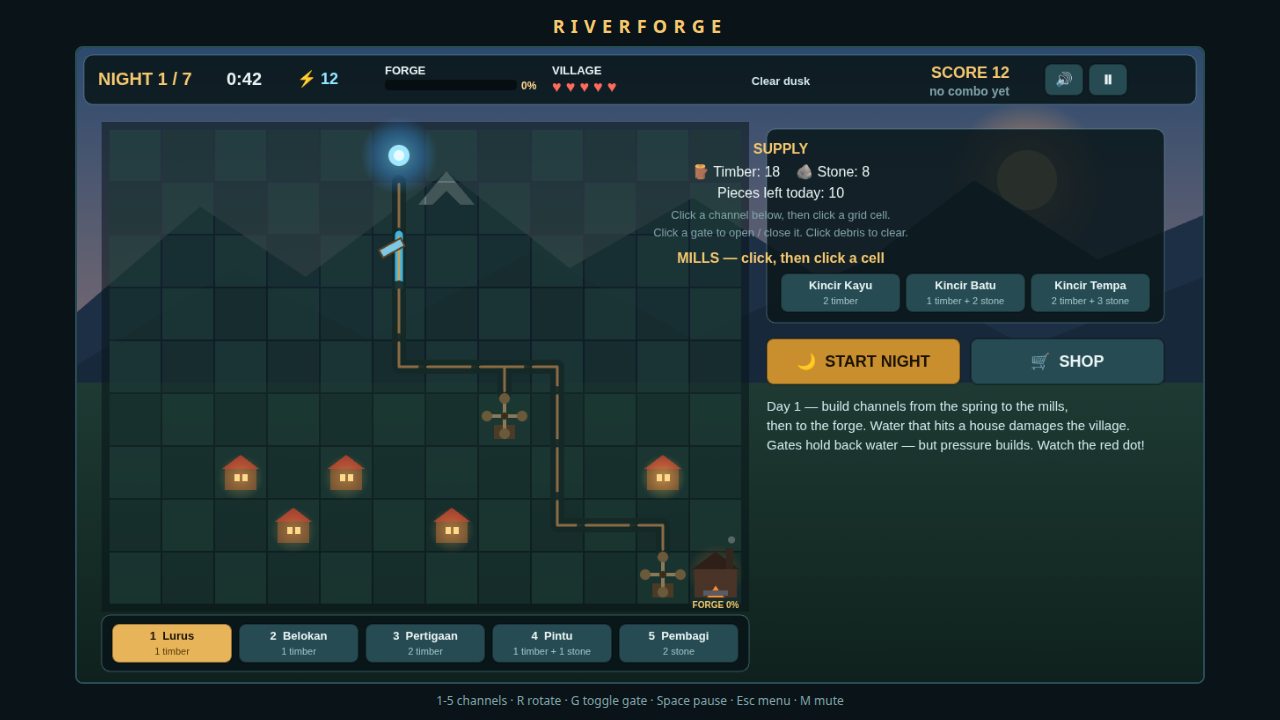 RIVERFORGE
NIGHT 1 / 7
0:42
⚡ 12
FORGE
0%
VILLAGE
♥ ♥ ♥ ♥ ♥
Clear dusk
SCORE 12
no combo yet
SUPPLY
🪵 Timber: 18 🪨 Stone: 8
Pieces left today: 10
Click a channel below, then click a grid cell.
Click a gate to open / close it. Click debris to clear.
MILLS — click, then click a cell
Kincir Kayu
2 timber
Kincir Batu
1 timber + 2 stone
Kincir Tempa
2 timber + 3 stone
🌙 START NIGHT
🛒 SHOP
Day 1 — build channels from the spring to the mills,
then to the forge. Water that hits a house damages the village.
Gates hold back water — but pressure builds. Watch the red dot!
FORGE 0%
1 Lurus
1 timber
2 Belokan
1 timber
3 Pertigaan
2 timber
4 Pintu
1 timber + 1 stone
5 Pembagi
2 stone
1-5 channels · R rotate · G toggle gate · Space pause · Esc menu · M mute